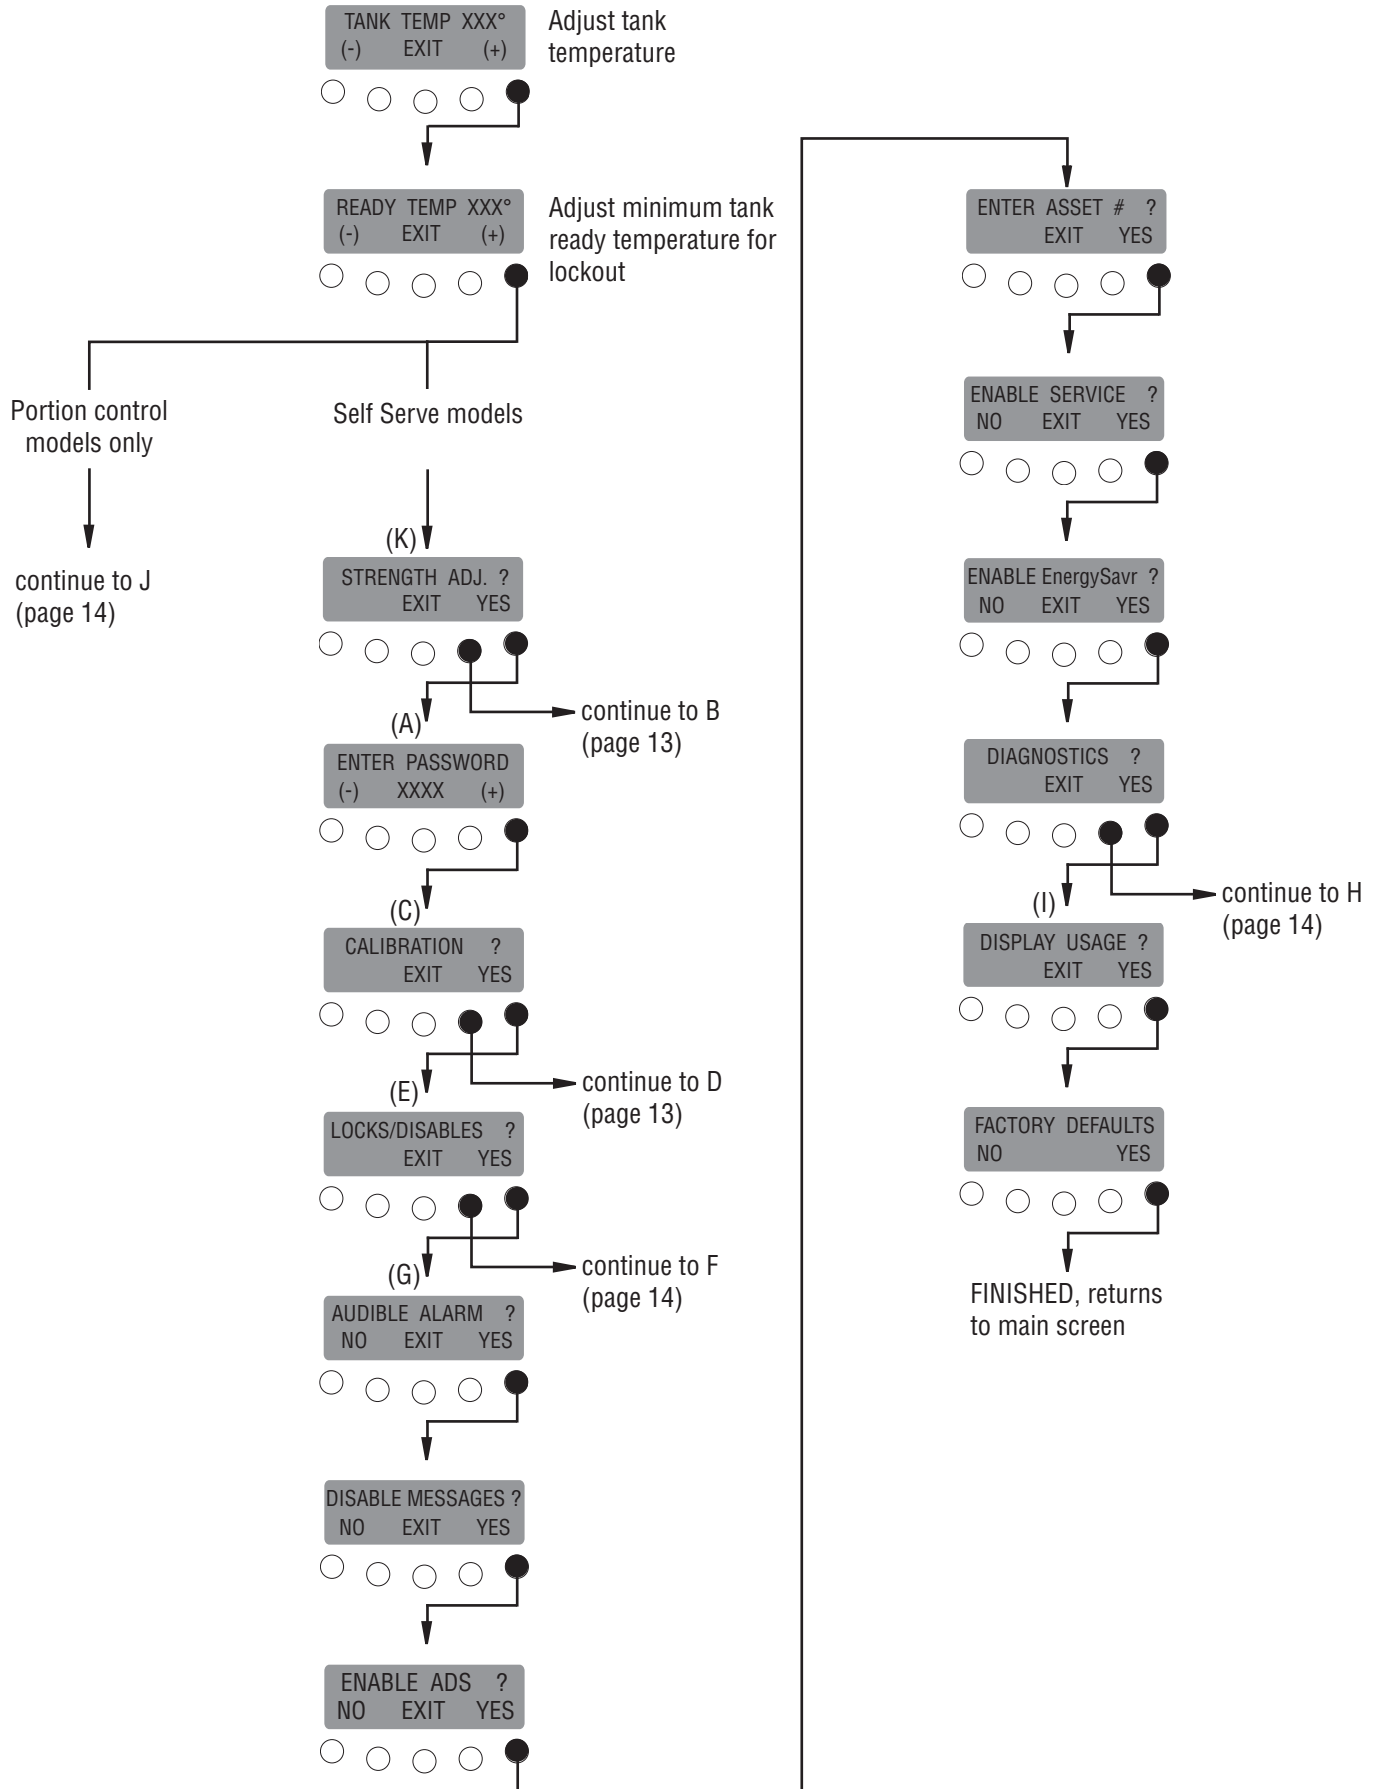 TANK TEMP XXX°
(-) EXIT (+)
Adjust tank
temperature
READY TEMP XXX°
(-) EXIT (+)
Adjust minimum tank
ready temperature for
lockout
Portion control
models only
Self Serve models
continue to J
(page 14)
(K)
STRENGTH ADJ. ?
EXIT YES
continue to B
(page 13)
(A)
ENTER PASSWORD
(-) XXXX (+)
(C)
CALIBRATION ?
EXIT YES
continue to D
(page 13)
(E)
LOCKS/DISABLES ?
EXIT YES
continue to F
(page 14)
(G)
AUDIBLE ALARM ?
NO EXIT YES
DISABLE MESSAGES ?
NO EXIT YES
ENABLE ADS ?
NO EXIT YES
ENTER ASSET # ?
EXIT YES
ENABLE SERVICE ?
NO EXIT YES
ENABLE EnergySavr ?
NO EXIT YES
DIAGNOSTICS ?
EXIT YES
continue to H
(page 14)
(I)
DISPLAY USAGE ?
EXIT YES
FACTORY DEFAULTS
NO YES
FINISHED, returns
to main screen